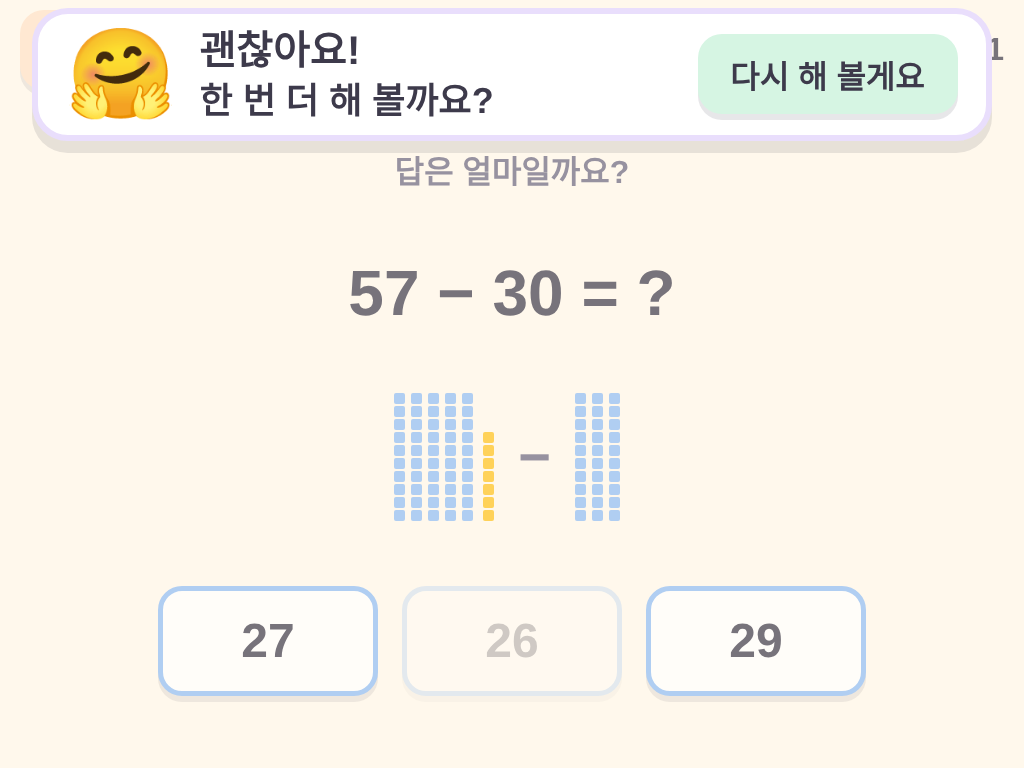 괜찮아요!
한 번 더 해 볼까요?
다시 해 볼게요
1
답은 얼마일까요?
57 − 30 = ?
−
27
26
29